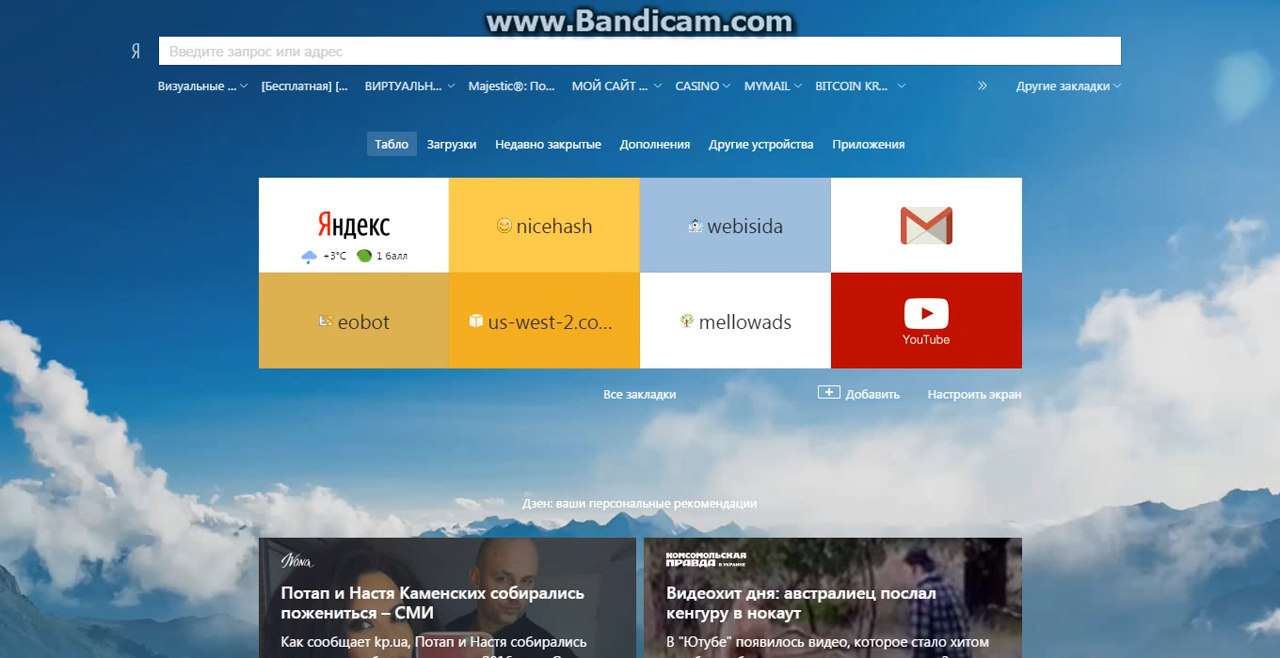 www.Bandicam.com
Я
Введите запрос или адрес
Визуальные ... [Бесплатная] [... ВИРТУАЛЬН... Majestic®: По... МОЙ САЙТ ... CASINO MYMAIL BITCOIN KR... » Другие закладки
Табло Загрузки Недавно закрытые Дополнения Другие устройства Приложения
Яндекс nicehash webisida
+3°C 1 балл
eobot us-west-2.co... mellowads YouTube
Все закладки Добавить Настроить экран
Дзен: ваши персональные рекомендации
Nona
Потап и Настя Каменских собирались
пожениться – СМИ
Как сообщает kp.ua, Потап и Настя собирались
КОМСОМОЛЬСКАЯ
ПРАВДА В УКРАИНЕ
Видеохит дня: австралиец послал
кенгуру в нокаут
В "Ютубе" появилось видео, которое стало хитом